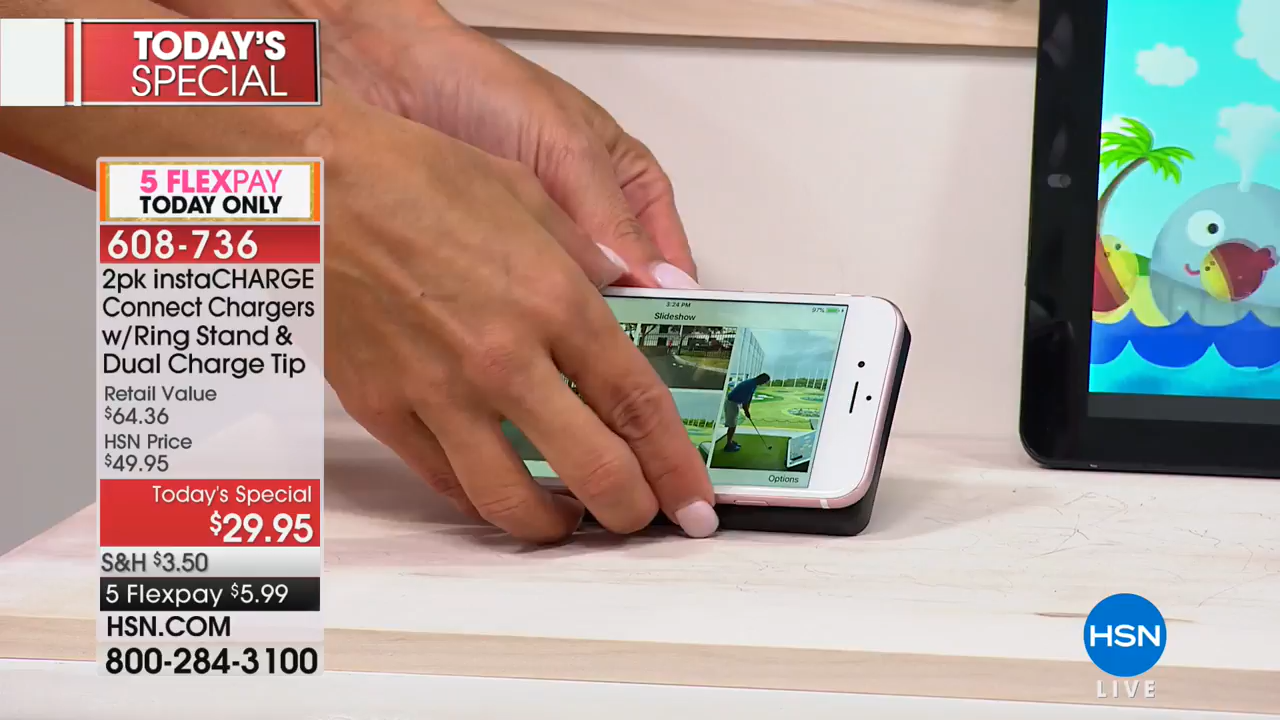 TODAY'S
SPECIAL
5 FLEXPAY
TODAY ONLY
608-736
2pk instaCHARGE
Connect Chargers
w/Ring Stand &
Dual Charge Tip
Retail Value
$64.36
HSN Price
$49.95
Today's Special
$29.95
S&H $3.50
5 Flexpay $5.99
HSN.COM
800-284-3100
3:24 PM
97%
Slideshow
Options
HSN
LIVE